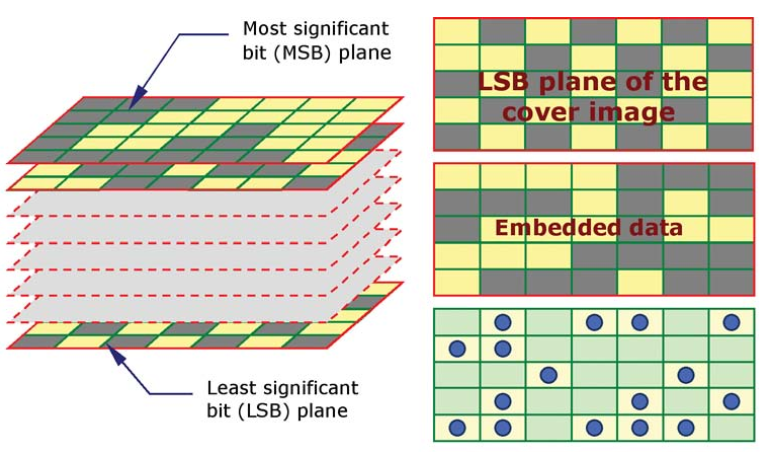 Most significant
bit (MSB) plane
LSB plane of the
cover image
Embedded data
Least significant
bit (LSB) plane